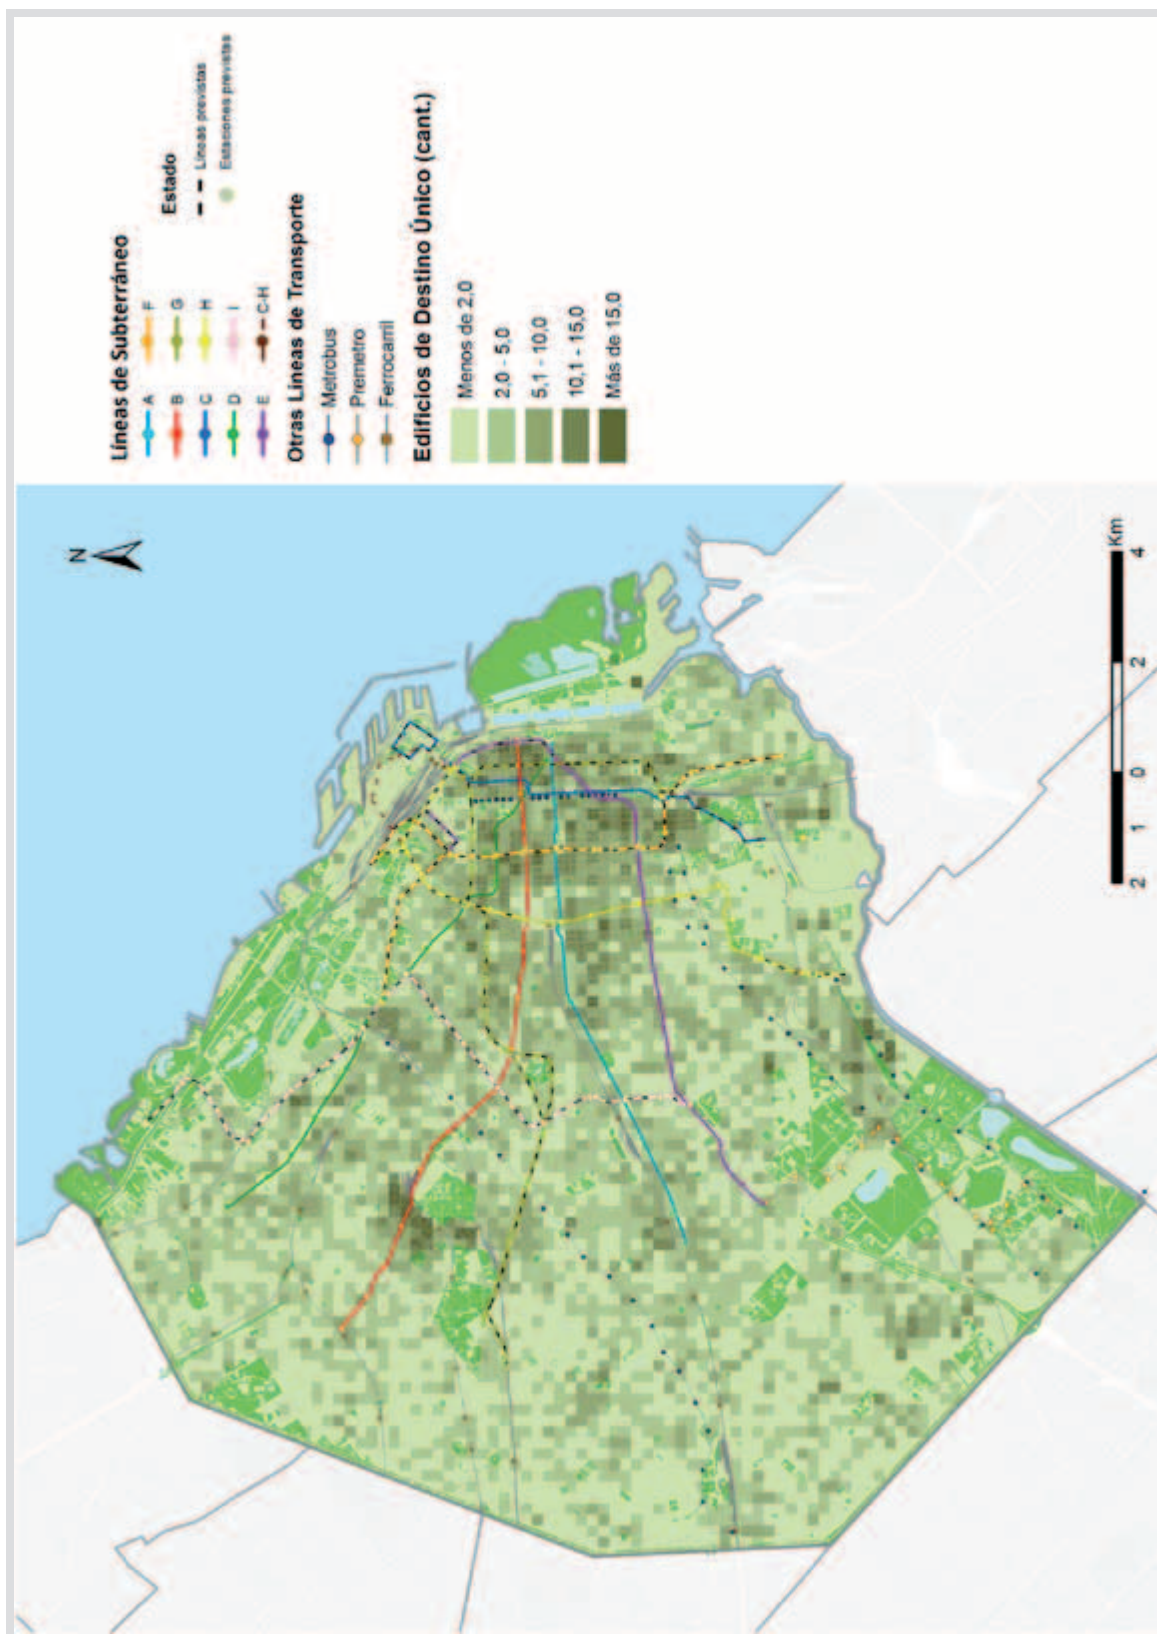 Líneas de Subterráneo
A
B
C
D
E
F
G
H
I
C-H
Estado
Líneas previstas
Estaciones previstas
Otras Líneas de Transporte
Metrobus
Premetro
Ferrocarril
Edificios de Destino Único (cant.)
Menos de 2,0
2,0 - 5,0
5,1 - 10,0
10,1 - 15,0
Más de 15,0
N
2 1 0 2 4
Km